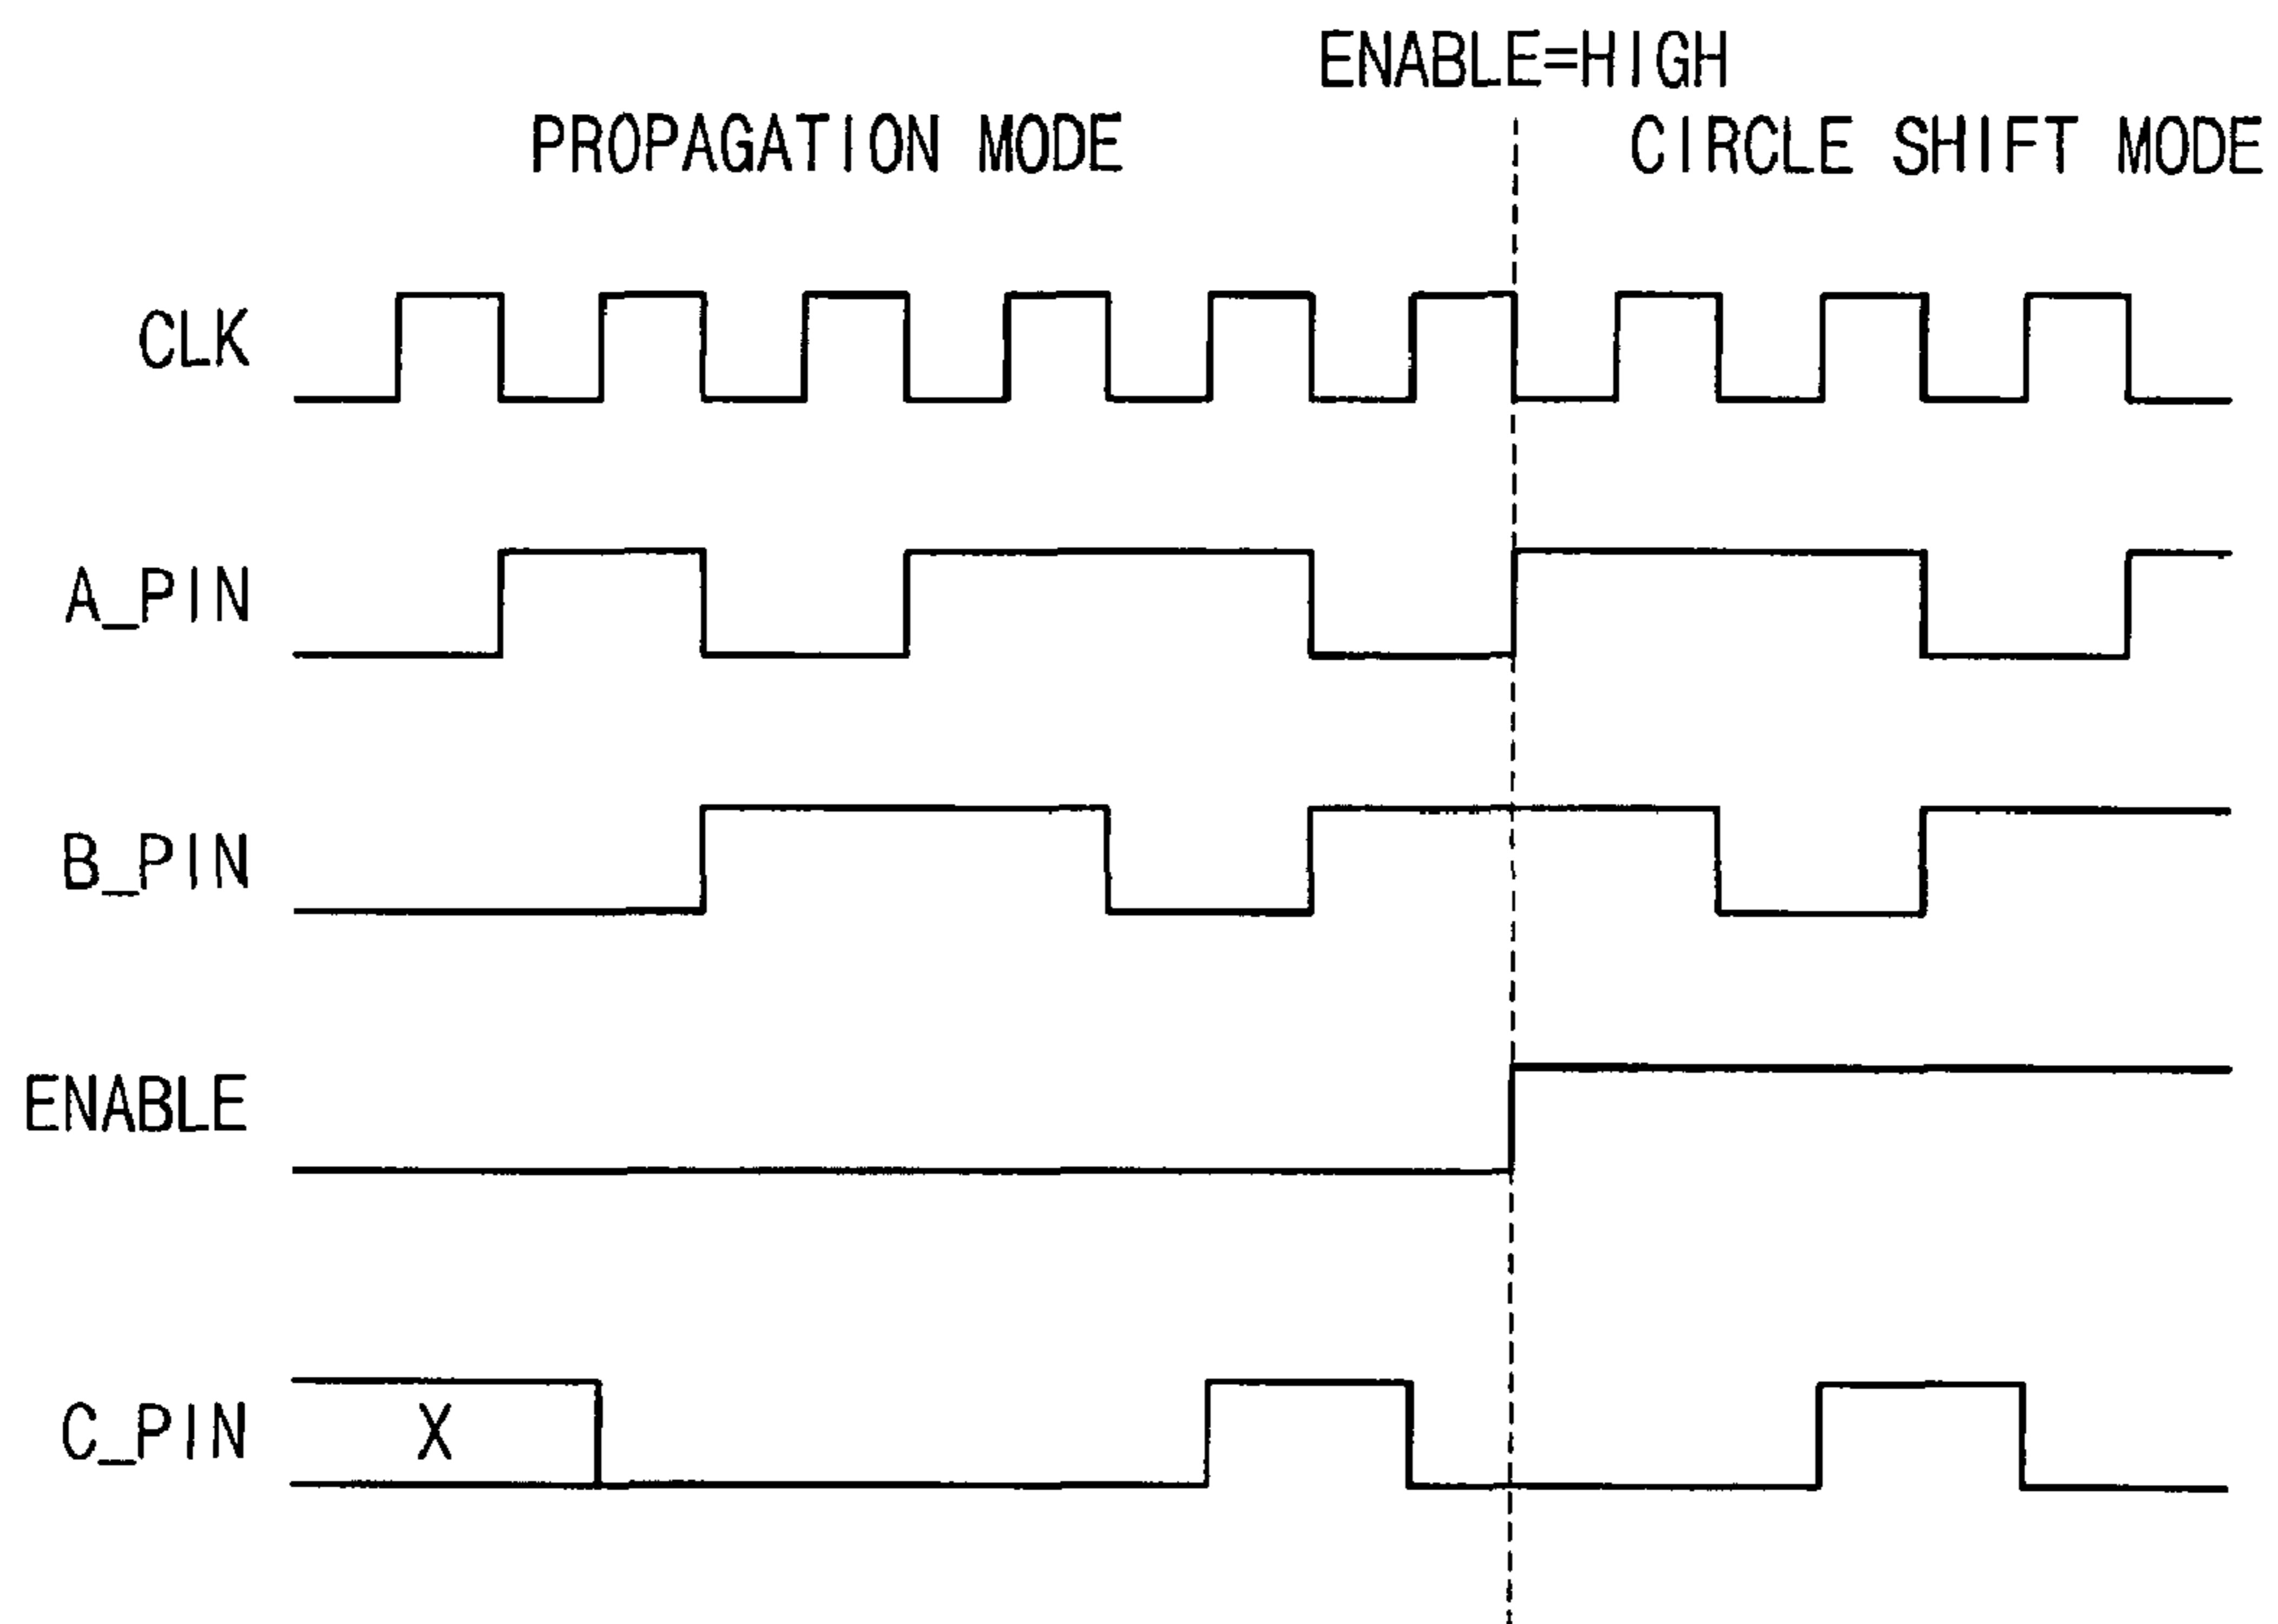 ENABLE=HIGH
PROPAGATION MODE
CIRCLE SHIFT MODE
CLK
A_PIN
B_PIN
ENABLE
C_PIN
X